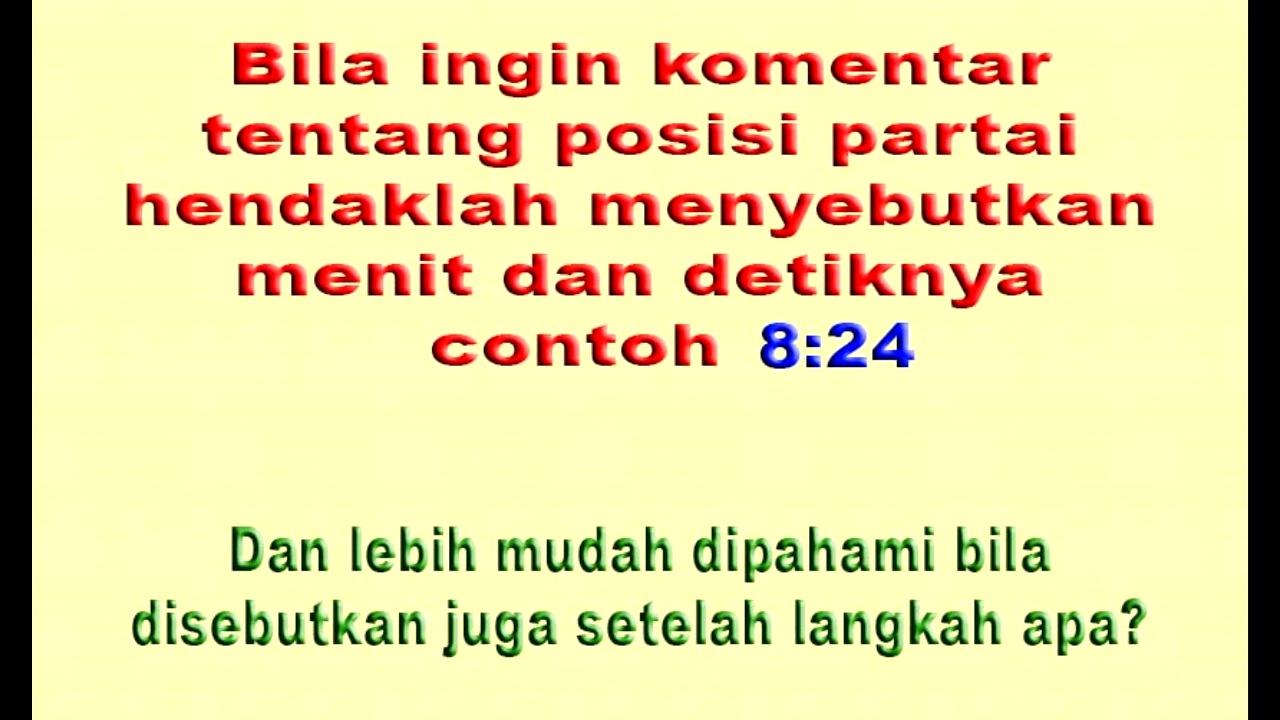 Bila ingin komentar
tentang posisi partai
hendaklah menyebutkan
menit dan detiknya
contoh 8:24
Dan lebih mudah dipahami bila
disebutkan juga setelah langkah apa?